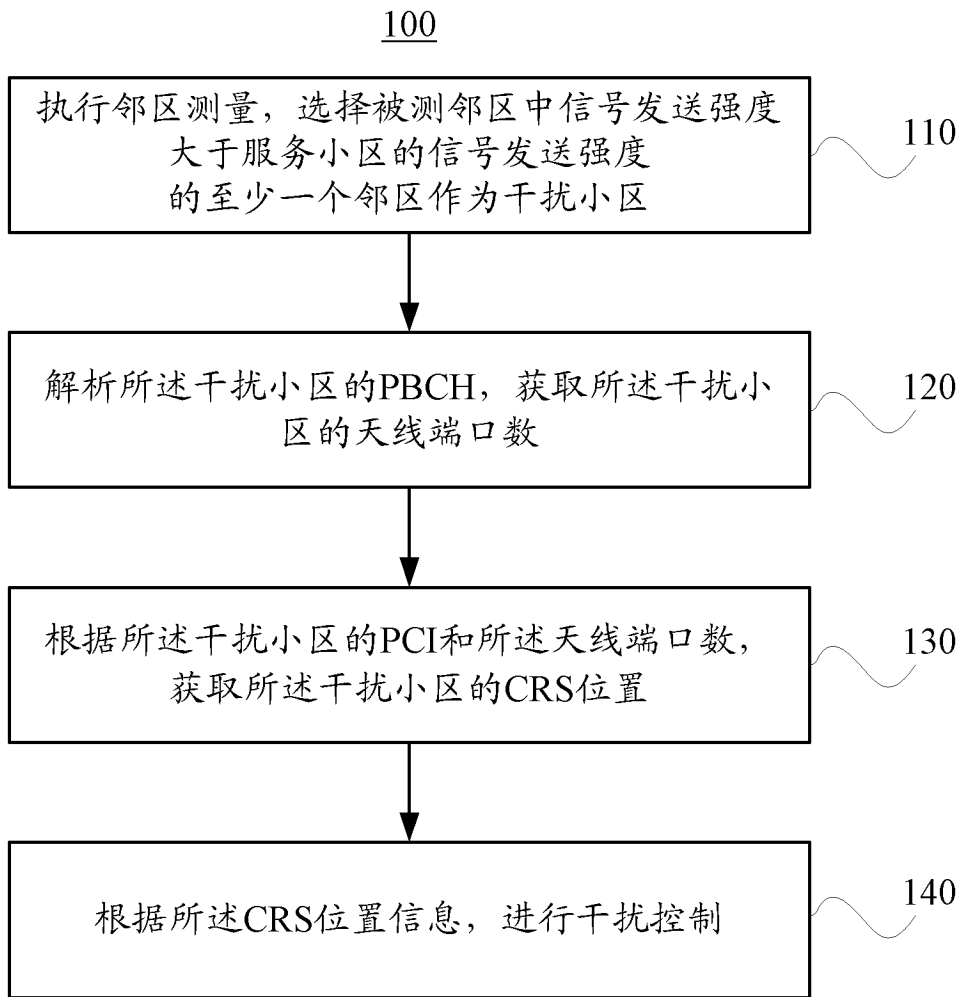 100
执行邻区测量，选择被测邻区中信号发送强度
大于服务小区的信号发送强度
的至少一个邻区作为干扰小区
110
解析所述干扰小区的PBCH，获取所述干扰小
区的天线端口数
120
根据所述干扰小区的PCI和所述天线端口数，
获取所述干扰小区的CRS位置
130
根据所述CRS位置信息，进行干扰控制
140